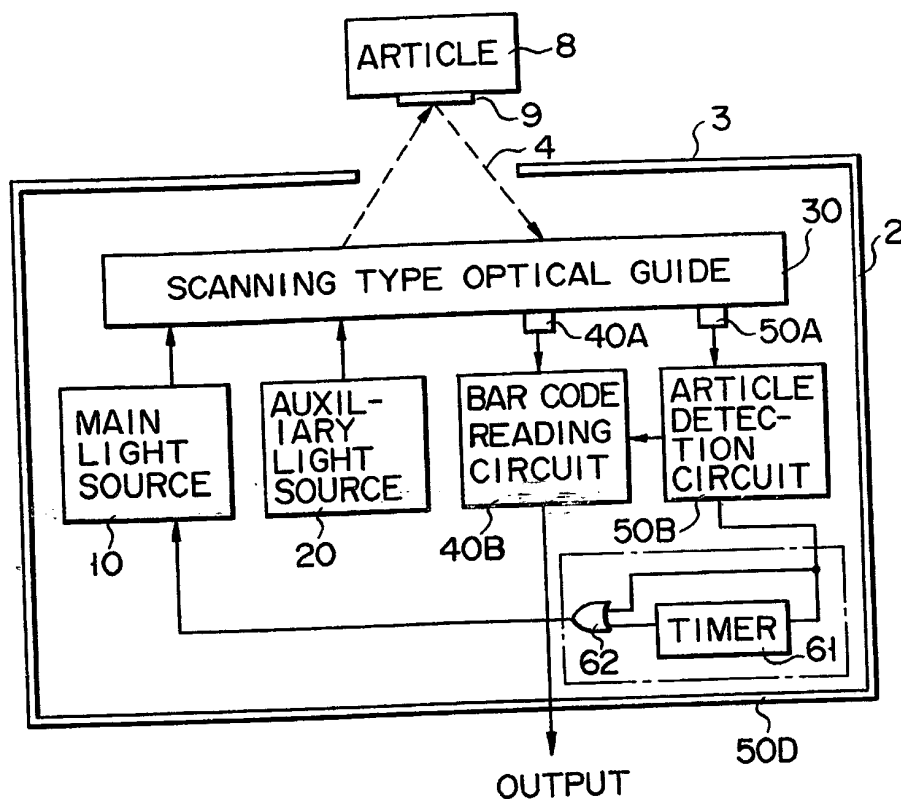 ARTICLE
8
9
3
4
30
2
SCANNING TYPE OPTICAL GUIDE
40A
50A
MAIN
LIGHT
SOURCE
10
AUXIL-
IARY
LIGHT
SOURCE
20
BAR CODE
READING
CIRCUIT
40B
ARTICLE
DETEC-
TION
CIRCUIT
50B
62
TIMER
61
50D
OUTPUT